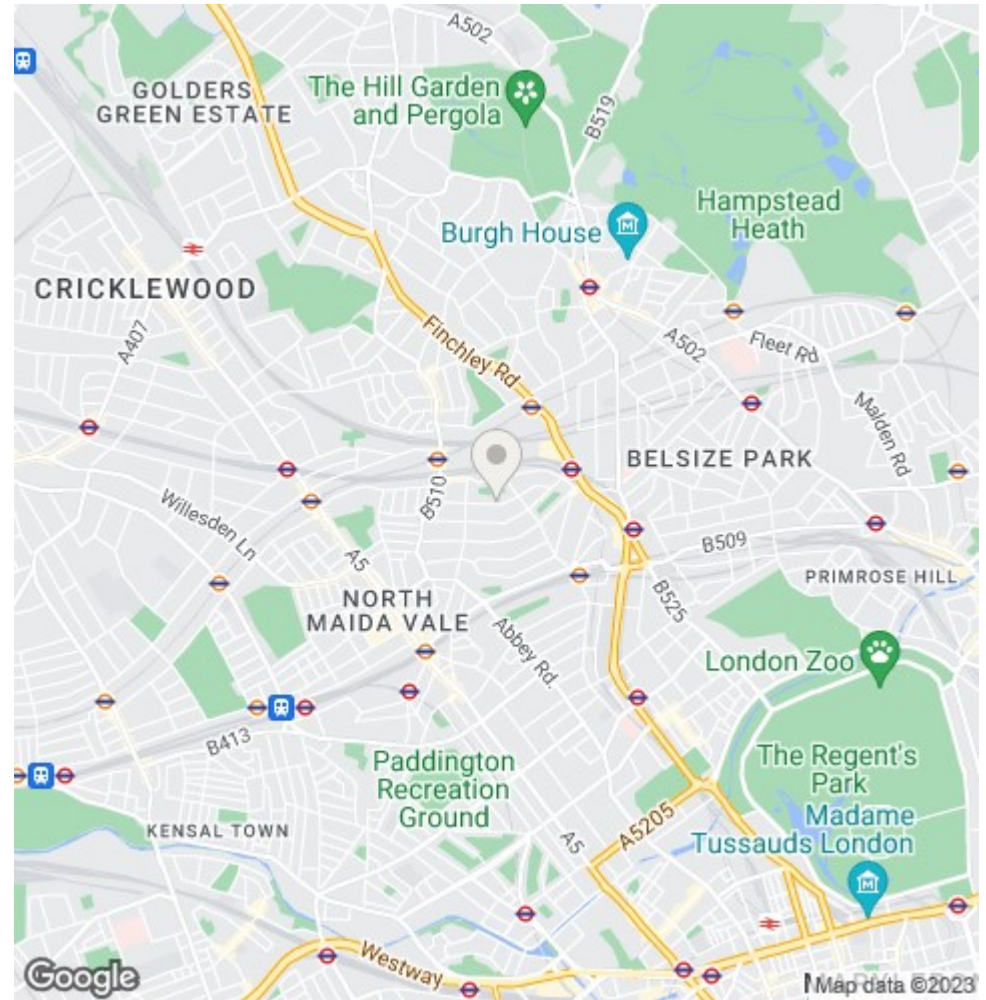 A502
GOLDERS
GREEN ESTATE
The Hill Garden
and Pergola
B519
Hampstead
Heath
Burgh House
CRICKLEWOOD
A407
Finchley Rd
A502
Fleet Rd
Malden Rd
BELSIZE PARK
B510
Willesden Ln
A5
B509
PRIMROSE HILL
NORTH
MAIDA VALE
B525
Abbey Rd.
London Zoo
B413
Paddington
Recreation
Ground
The Regent's
Park
Madame
Tussauds London
KENSAL TOWN
A5
A5205
Westway
Google
Map data ©2023